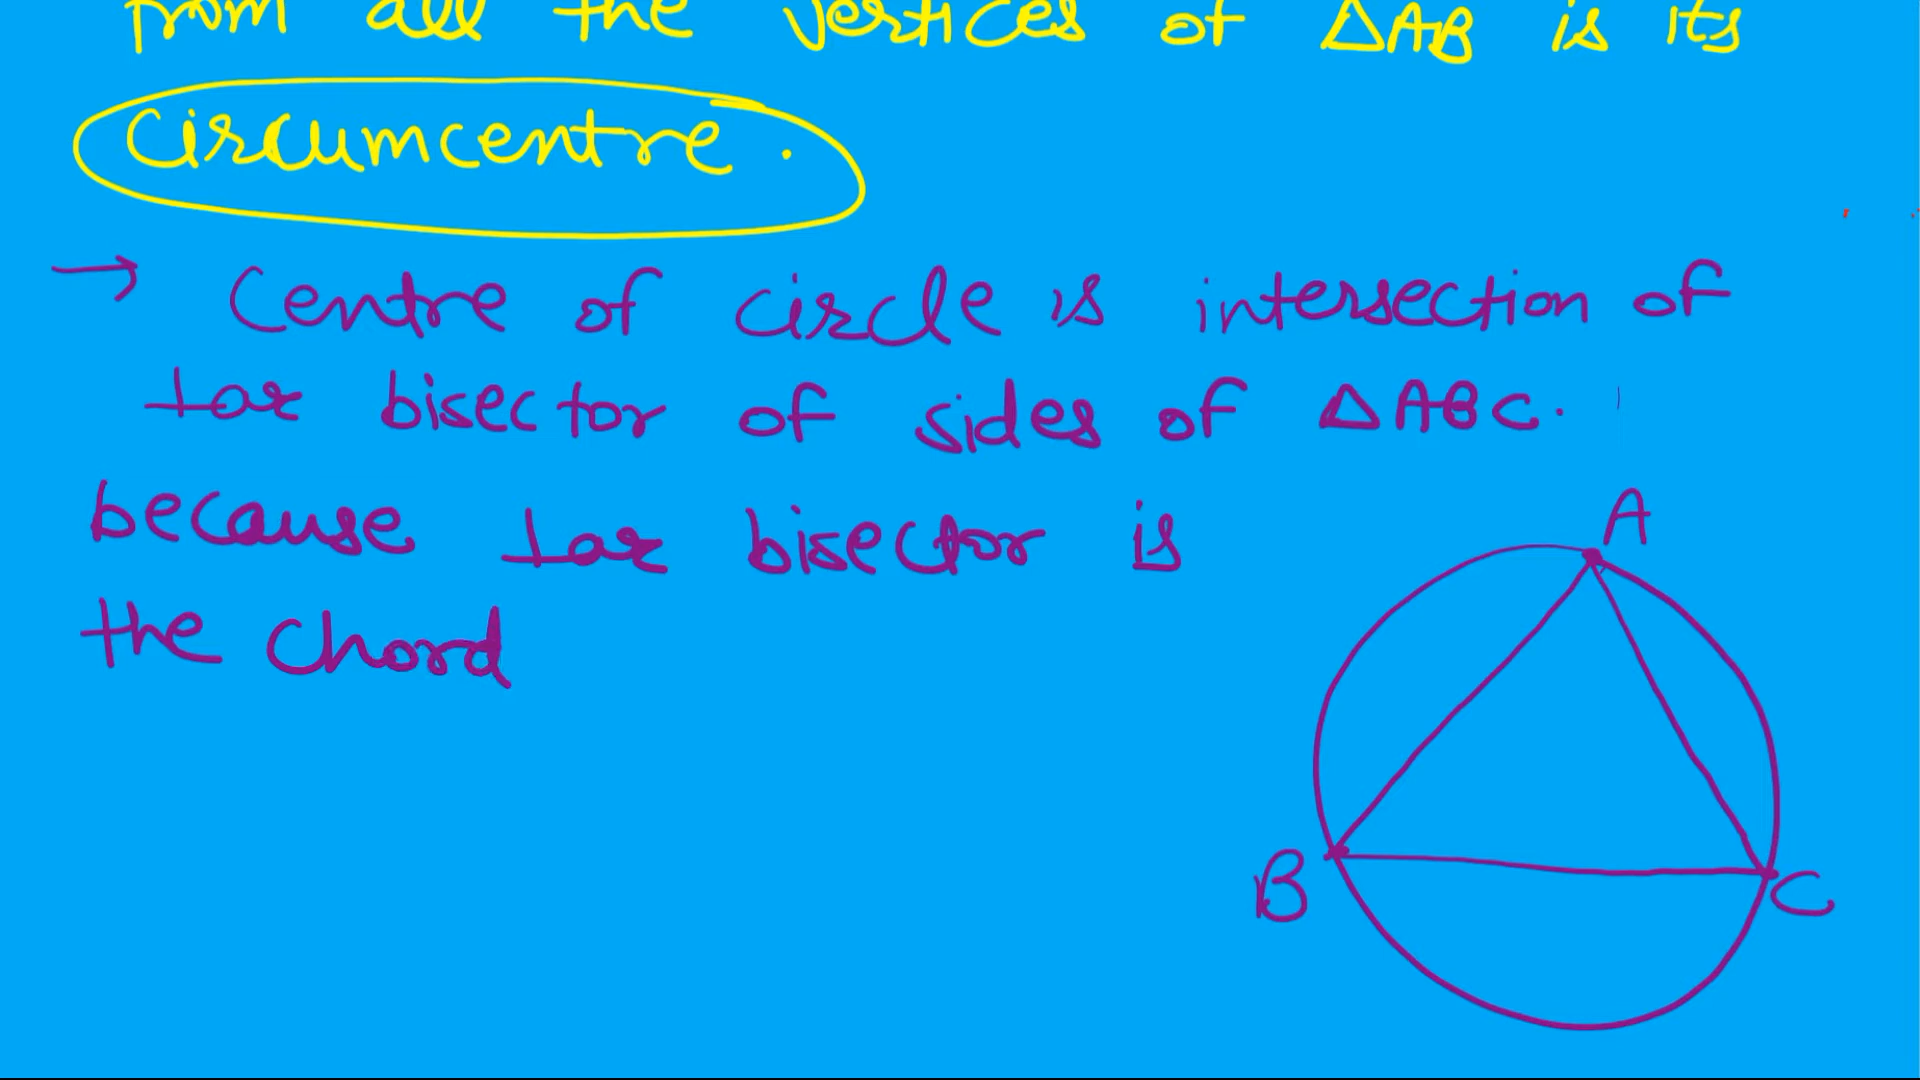 from all the vertices of ΔAB is its
Circumcentre.
→ Centre of circle is intersection of
⊥ar bisector of sides of ΔABC.
because ⊥ar bisector is
the chord
A
B
C